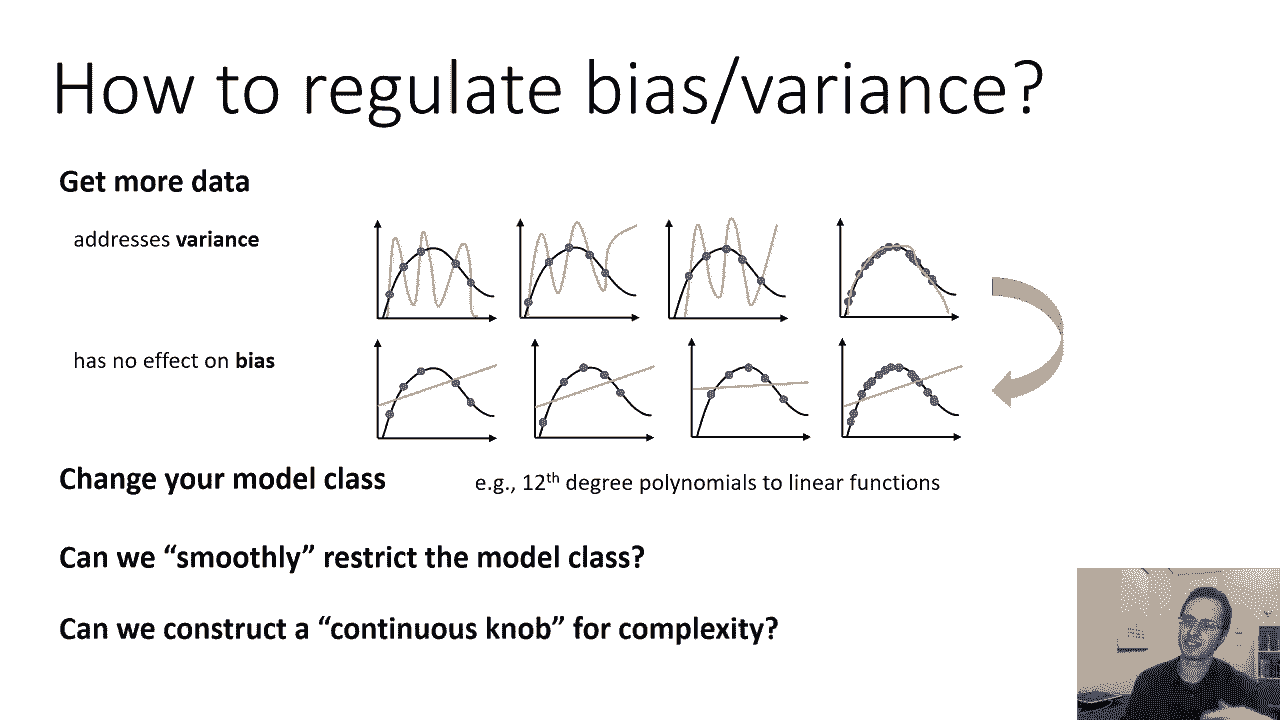 How to regulate bias/variance?
Get more data
addresses variance
has no effect on bias
Change your model class
e.g., 12th degree polynomials to linear functions
Can we “smoothly” restrict the model class?
Can we construct a “continuous knob” for complexity?